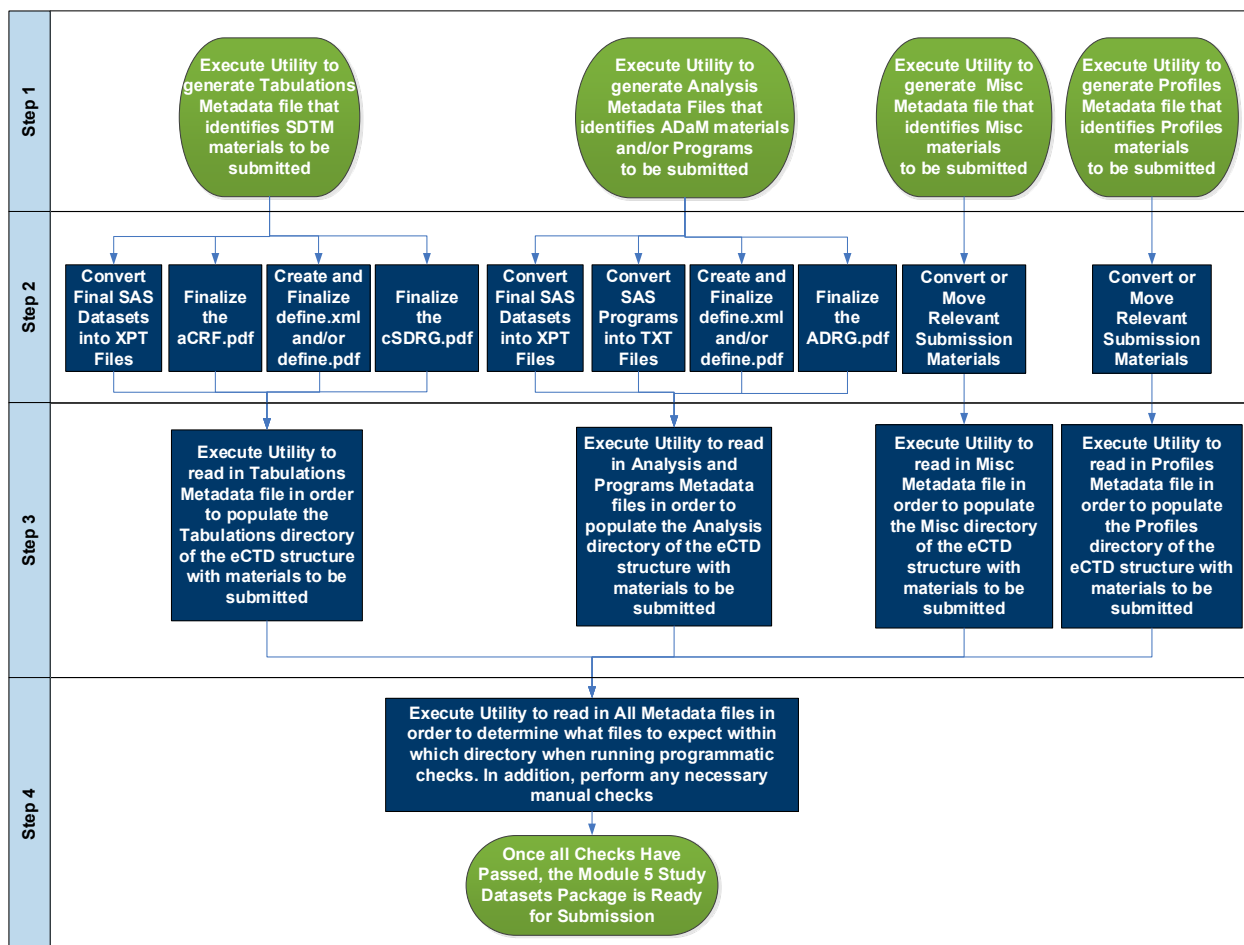 Step 1
Execute Utility to
generate Tabulations
Metadata file that
identifies SDTM
materials to be
submitted
Execute Utility to
generate Analysis
Metadata Files that
identifies ADaM materials
and/or Programs
to be submitted
Execute Utility to
generate Misc
Metadata file that
identifies Misc
materials
to be submitted
Execute Utility to
generate Profiles
Metadata file that
identifies Profiles
materials
to be submitted
Step 2
Convert
Final SAS
Datasets
into XPT
Files
Finalize
the
aCRF.pdf
Create and
Finalize
define.xml
and/or
define.pdf
Finalize
the
cSDRG.pdf
Convert
Final SAS
Datasets
into XPT
Files
Convert
SAS
Programs
into TXT
Files
Create and
Finalize
define.xml
and/or
define.pdf
Finalize
the
ADRG.pdf
Convert or
Move
Relevant
Submission
Materials
Convert or
Move
Relevant
Submission
Materials
Step 3
Execute Utility to
read in Tabulations
Metadata file in order
to populate the
Tabulations directory
of the eCTD structure
with materials to be
submitted
Execute Utility to read
in Analysis and
Programs Metadata
files in order to
populate the Analysis
directory of the eCTD
structure with
materials to be
submitted
Execute Utility to
read in Misc
Metadata file in
order to populate
the Misc directory
of the eCTD
structure with
materials to be
submitted
Execute Utility to
read in Profiles
Metadata file in
order to populate
the Profiles
directory of the
eCTD structure with
materials to be
submitted
Step 4
Execute Utility to read in All Metadata files in
order to determine what files to expect within
which directory when running programmatic
checks. In addition, perform any necessary
manual checks
Once all Checks Have
Passed, the Module 5 Study
Datasets Package is Ready
for Submission